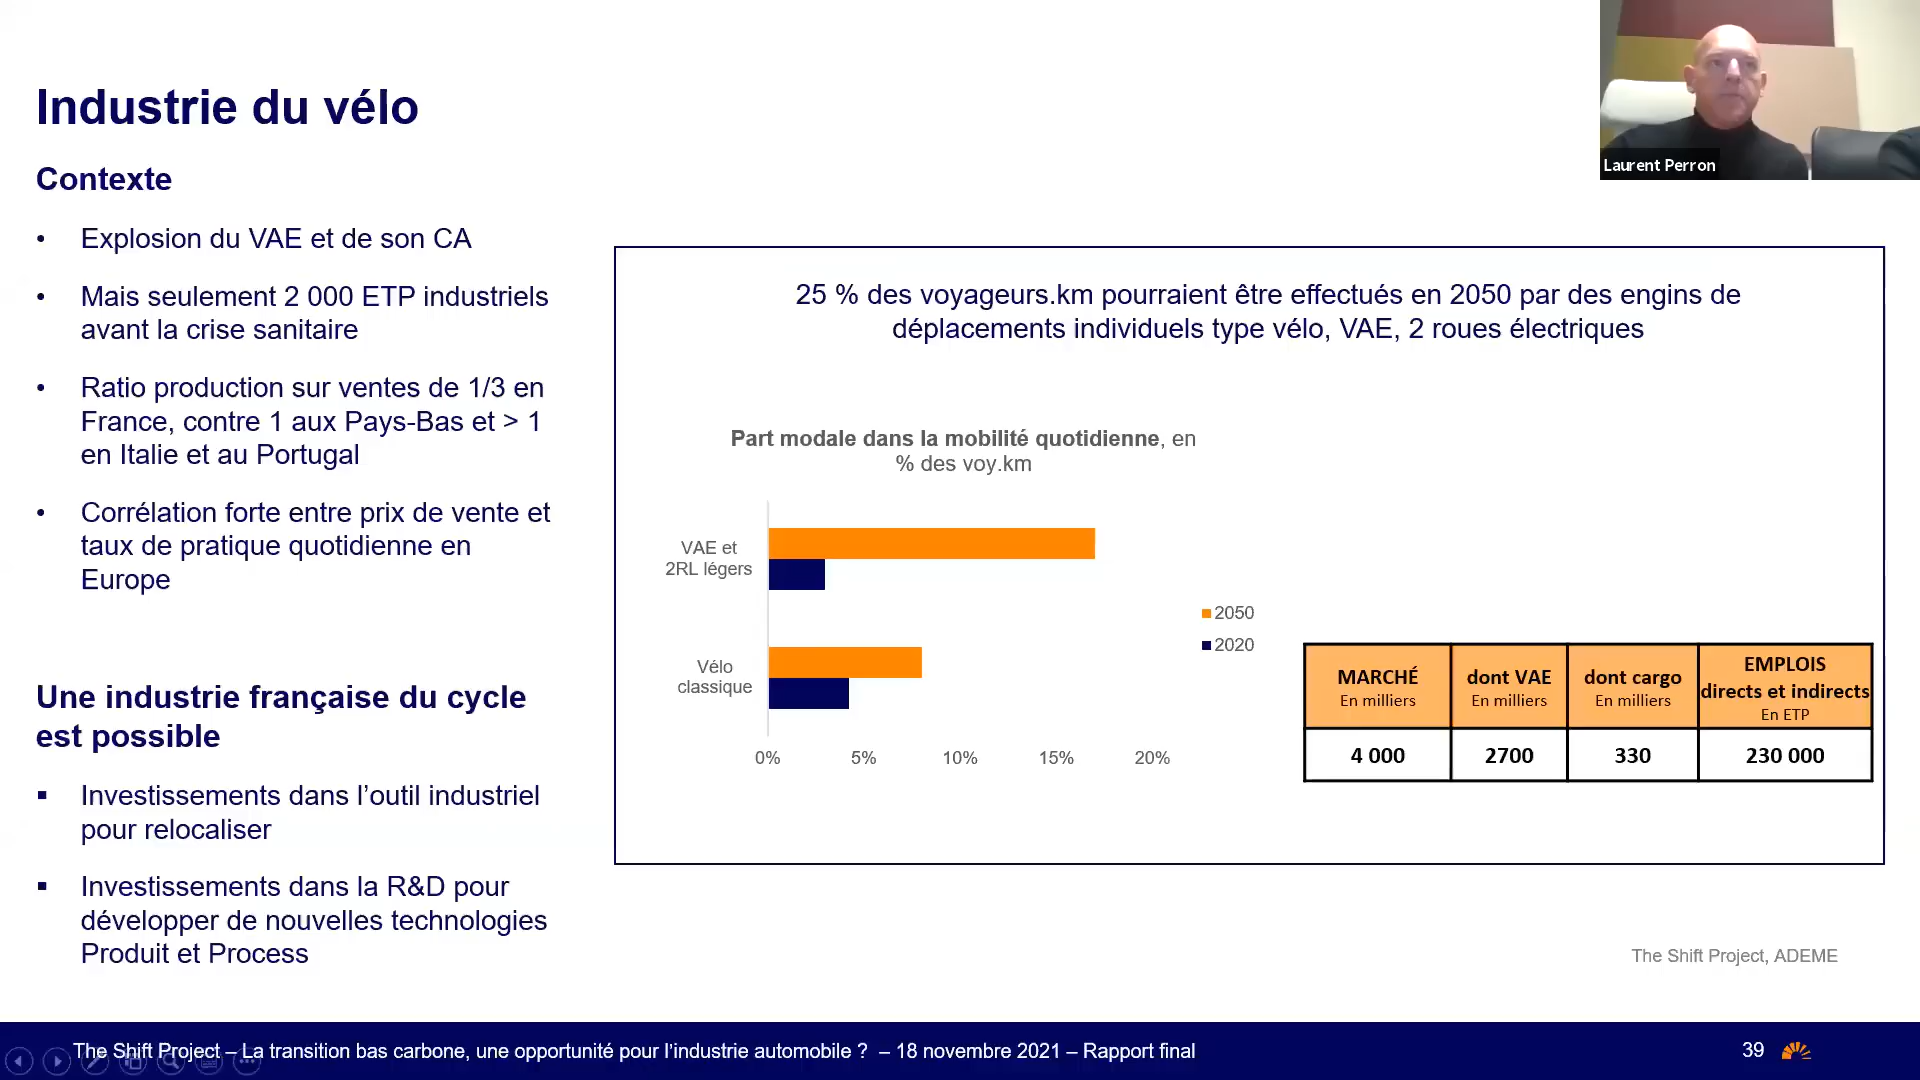 Industrie du vélo
Contexte
• Explosion du VAE et de son CA
• Mais seulement 2 000 ETP industriels
avant la crise sanitaire
• Ratio production sur ventes de 1/3 en
France, contre 1 aux Pays-Bas et > 1
en Italie et au Portugal
• Corrélation forte entre prix de vente et
taux de pratique quotidienne en
Europe
Une industrie française du cycle
est possible
▪ Investissements dans l’outil industriel
pour relocaliser
▪ Investissements dans la R&D pour
développer de nouvelles technologies
Produit et Process
Laurent Perron
25 % des voyageurs.km pourraient être effectués en 2050 par des engins de
déplacements individuels type vélo, VAE, 2 roues électriques
Part modale dans la mobilité quotidienne, en
% des voy.km
VAE et
2RL légers
Vélo
classique
0% 5% 10% 15% 20%
2050
2020
MARCHÉ
En milliers
dont VAE
En milliers
dont cargo
En milliers
EMPLOIS
directs et indirects
En ETP
4 000 2700 330 230 000
The Shift Project, ADEME
The Shift Project – La transition bas carbone, une opportunité pour l’industrie automobile ? – 18 novembre 2021 – Rapport final
39